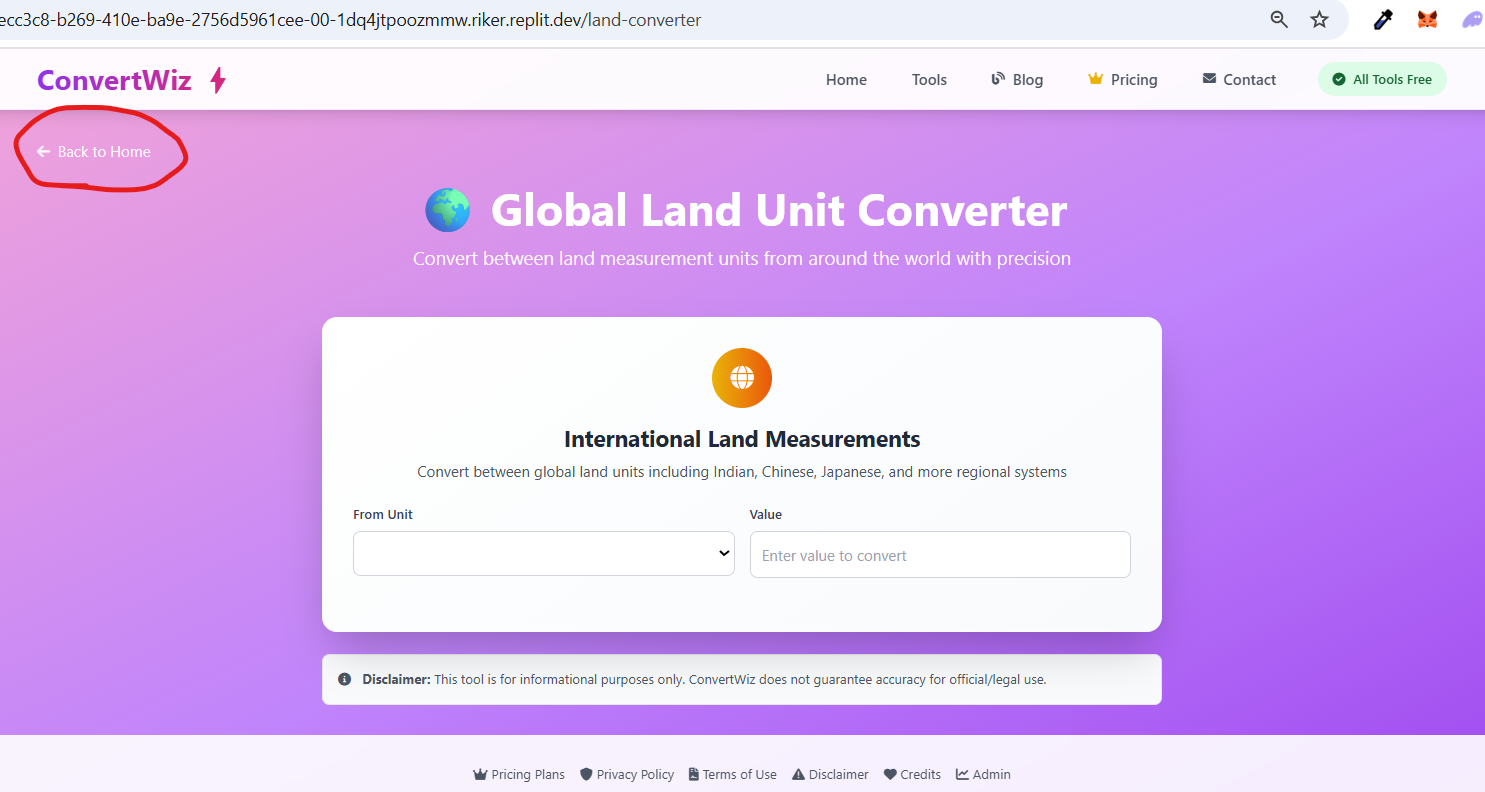 ecc3c8-b269-410e-ba9e-2756d5961cee-00-1dq4jtpoozmmw.riker.replit.dev/land-converter
ConvertWiz
Home
Tools
Blog
Pricing
Contact
All Tools Free
Back to Home
Global Land Unit Converter
Convert between land measurement units from around the world with precision
International Land Measurements
Convert between global land units including Indian, Chinese, Japanese, and more regional systems
From Unit
Value
Enter value to convert
Disclaimer: This tool is for informational purposes only. ConvertWiz does not guarantee accuracy for official/legal use.
Pricing Plans
Privacy Policy
Terms of Use
Disclaimer
Credits
Admin